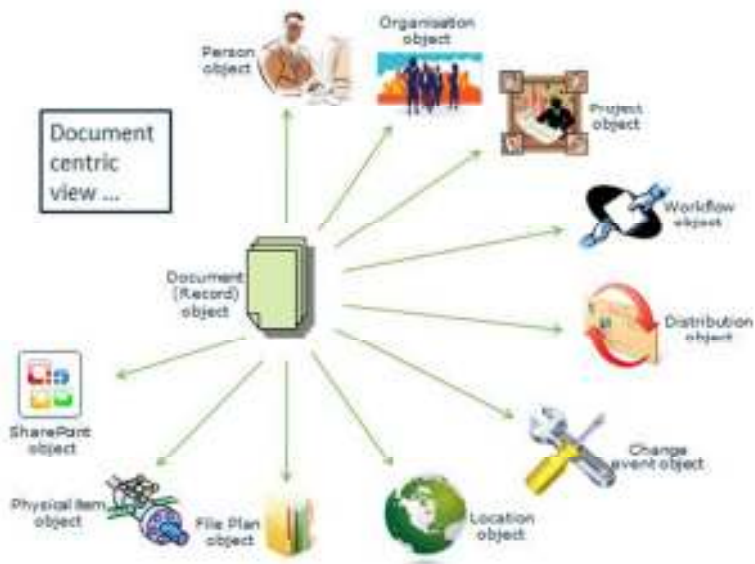 Person
object
Organisation
object
Project
object
Document
centric
view ...
Workflow
object
Document
(Record)
object
Distribution
object
SharePoint
object
Change
event object
Physical Item
object
File Plan
object
Location
object